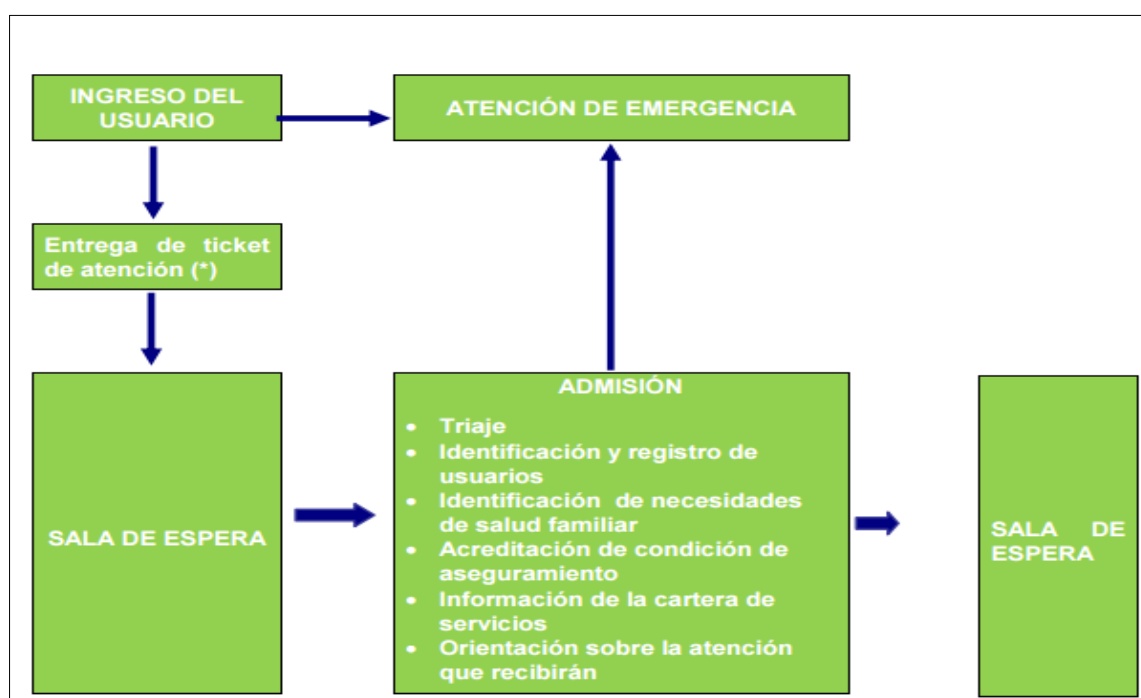 INGRESO DEL
USUARIO
ATENCIÓN DE EMERGENCIA
Entrega de ticket
de atención (*)
SALA DE ESPERA
ADMISIÓN
• Triaje
• Identificación y registro de
usuarios
• Identificación de necesidades
de salud familiar
• Acreditación de condición de
aseguramiento
• Información de la cartera de
servicios
• Orientación sobre la atención
que recibirán
SALA DE
ESPERA